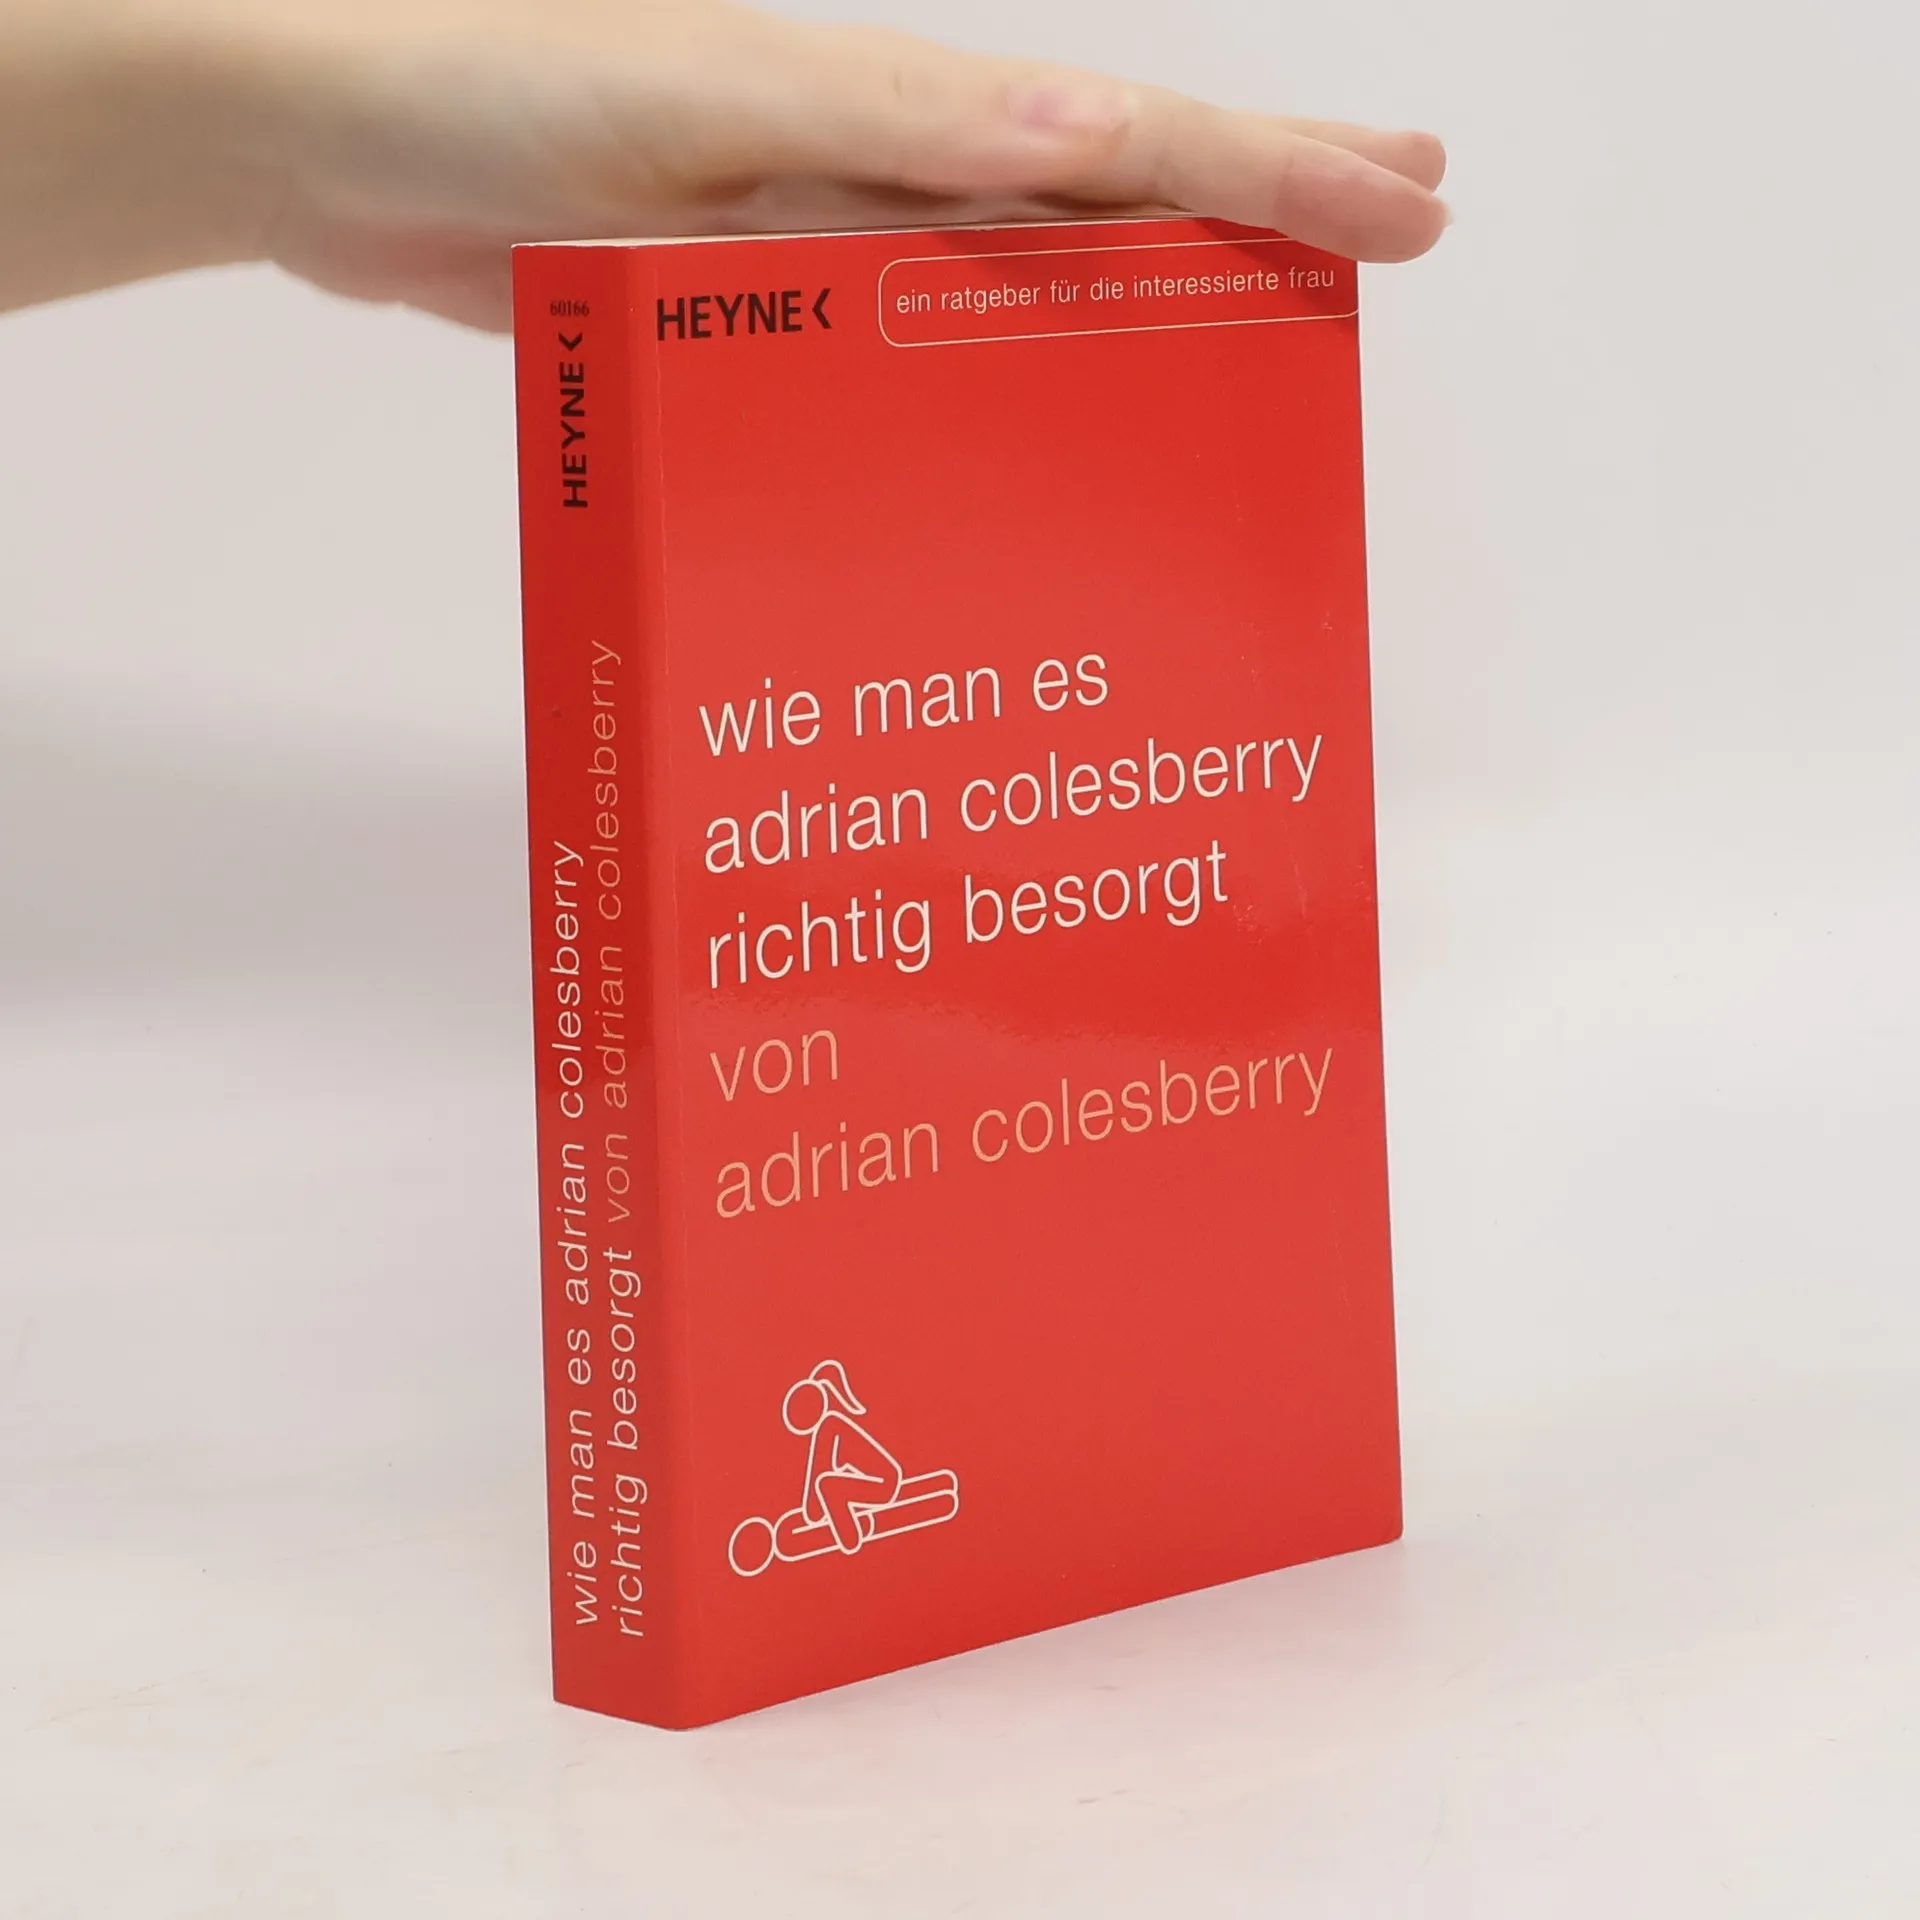 60166
HEYNE <
wie man es adrian colesberry
richtig besorgt von adrian colesberry
HEYNE <
ein ratgeber für die interessierte frau
wie man es
adrian colesberry
richtig besorgt
von
adrian colesberry